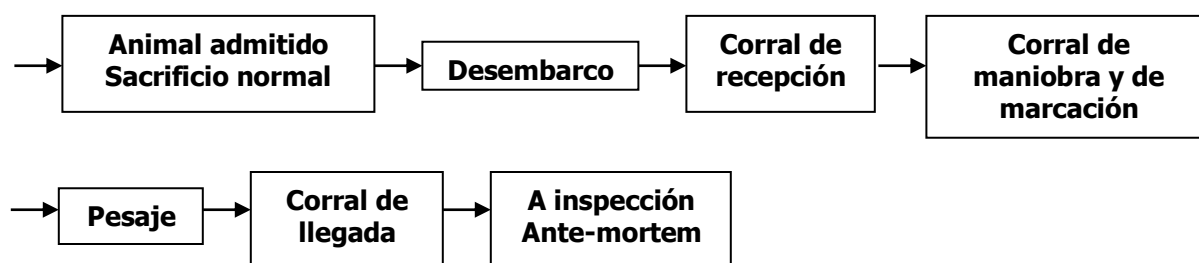 Animal admitido
Sacrificio normal
Desembarco
Corral de
recepción
Corral de
maniobra y de
marcación
Pesaje
Corral de
llegada
A inspección
Ante-mortem